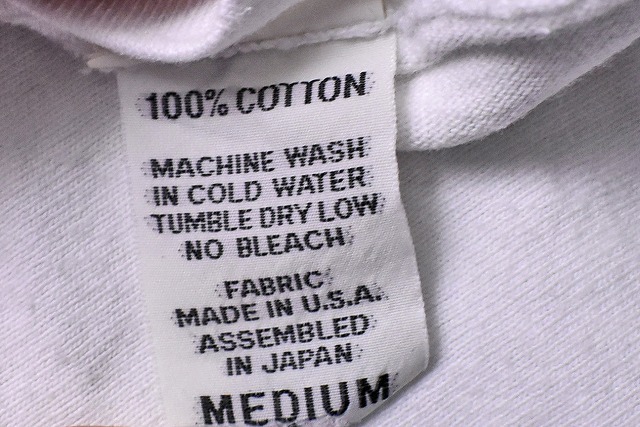 100% COTTON
MACHINE WASH
IN COLD WATER
TUMBLE DRY LOW
NO BLEACH
FABRIC
MADE IN U.S.A.
ASSEMBLED
IN JAPAN
MEDIUM